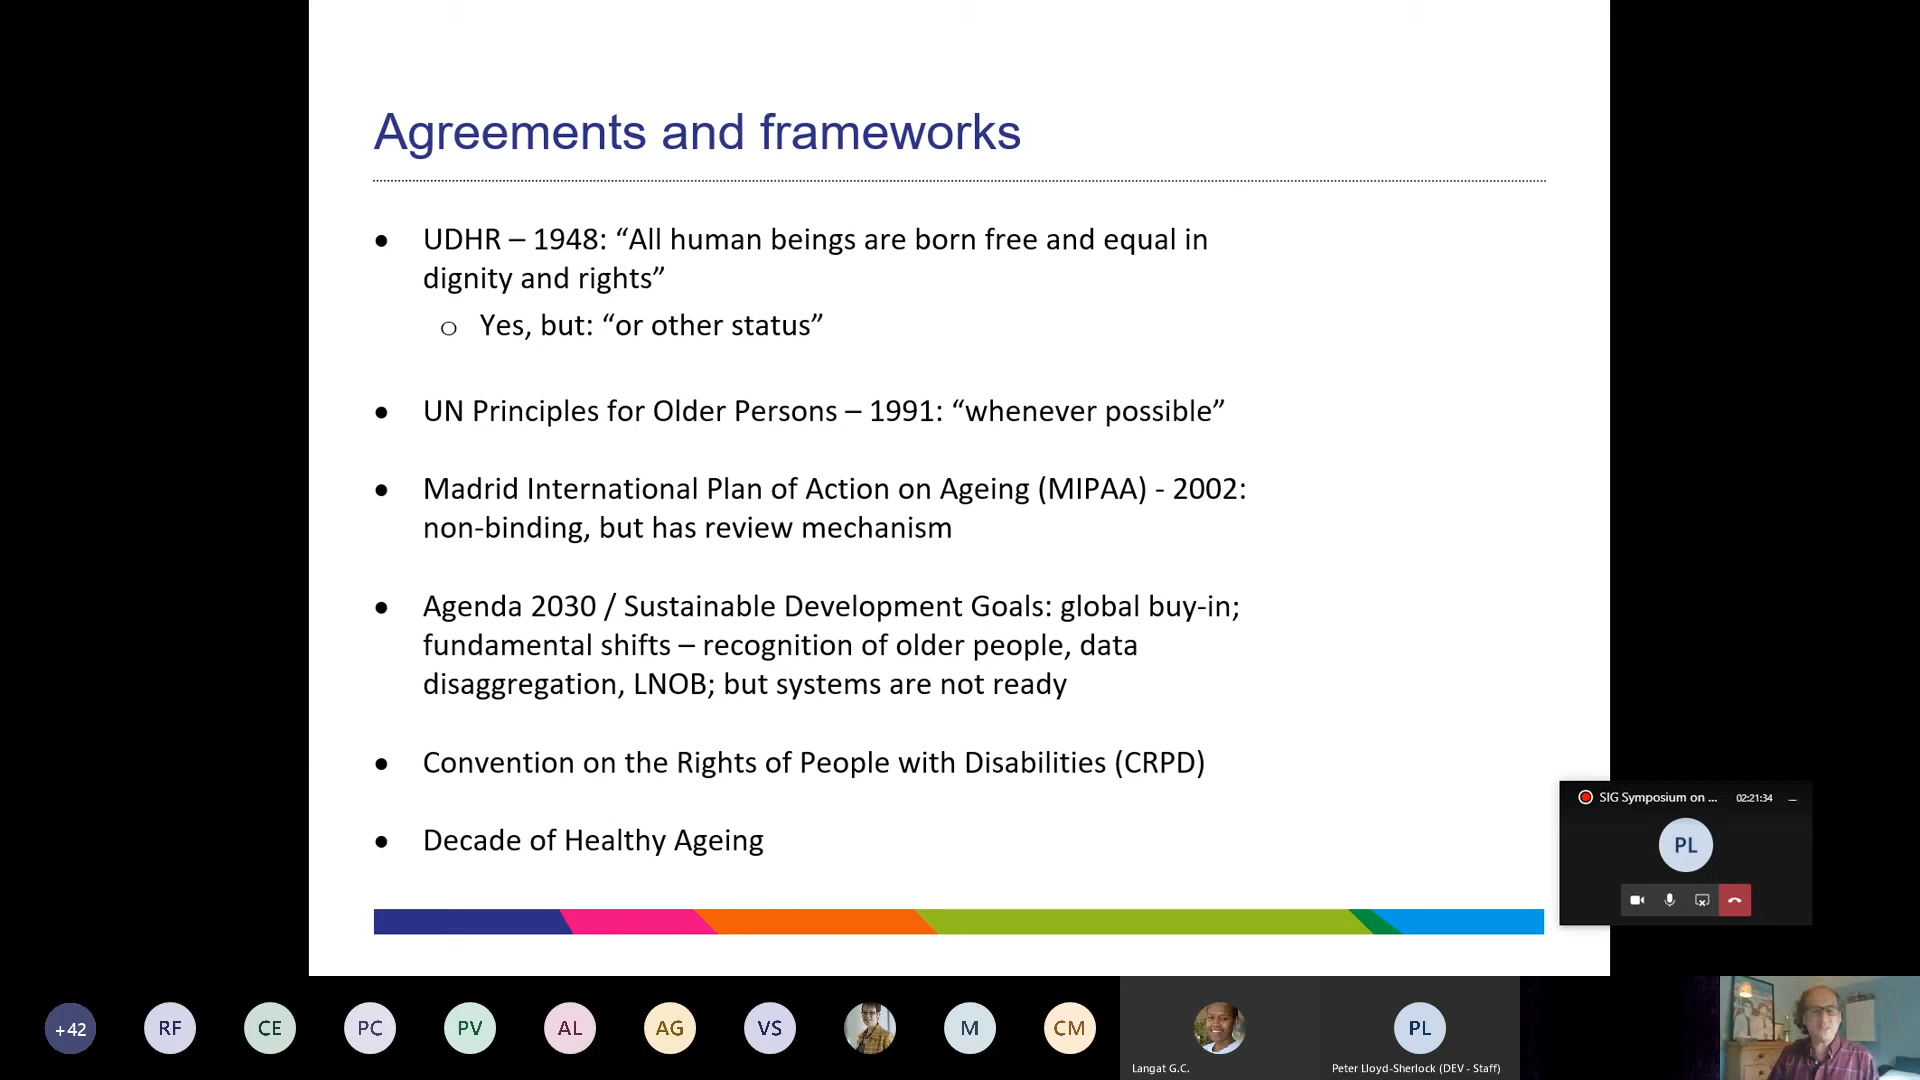 Agreements and frameworks
• UDHR – 1948: “All human beings are born free and equal in
dignity and rights”
o Yes, but: “or other status”
• UN Principles for Older Persons – 1991: “whenever possible”
• Madrid International Plan of Action on Ageing (MIPAA) - 2002:
non-binding, but has review mechanism
• Agenda 2030 / Sustainable Development Goals: global buy-in;
fundamental shifts – recognition of older people, data
disaggregation, LNOB; but systems are not ready
• Convention on the Rights of People with Disabilities (CRPD)
• Decade of Healthy Ageing
SIG Symposium on ... 02:21:34
PL
+42 RF CE PC PV AL AG VS M CM PL
Langat G.C. Peter Lloyd-Sherlock (DEV - Staff)